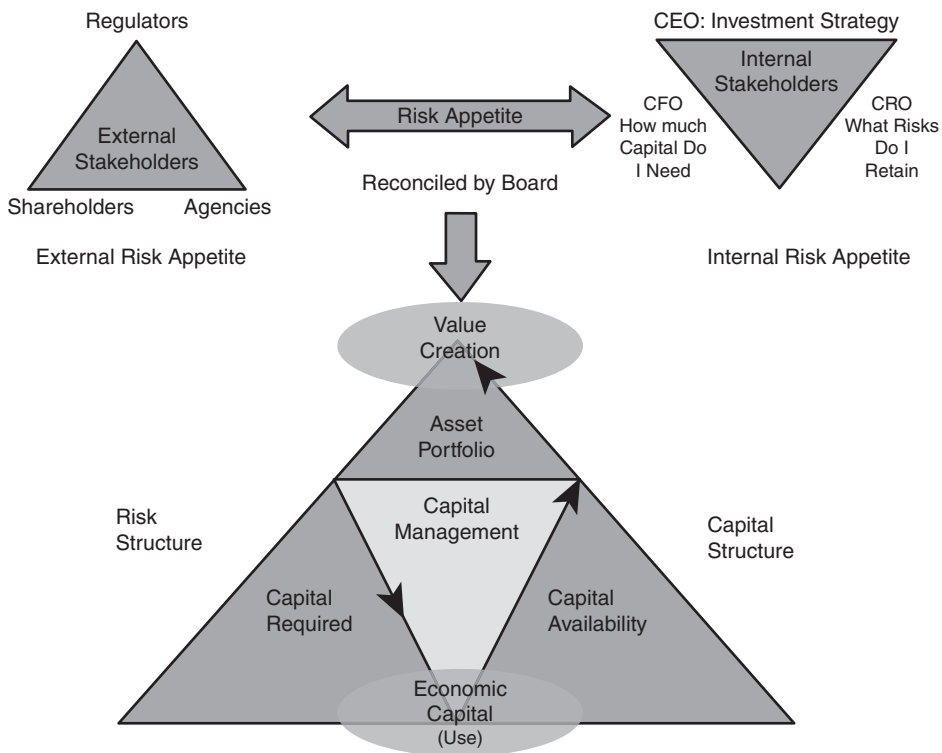 Regulators
External
Stakeholders
Shareholders
Agencies
External Risk Appetite
Risk Appetite
Reconciled by Board
CEO: Investment Strategy
Internal
Stakeholders
CFO
How much
Capital Do
I Need
CRO
What Risks
Do I
Retain
Internal Risk Appetite
Value
Creation
Asset
Portfolio
Capital
Management
Risk
Structure
Capital
Structure
Capital
Required
Capital
Availability
Economic
Capital
(Use)